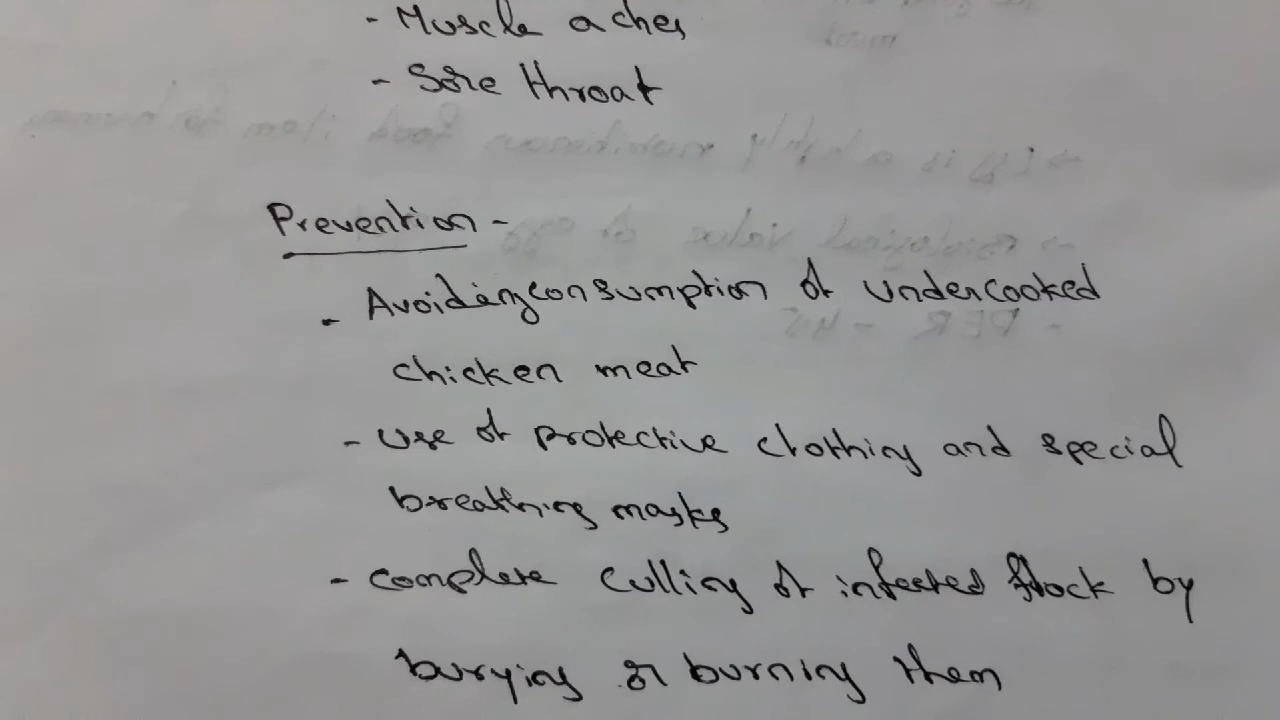 - Muscle aches
- Sore throat
Prevention -
- Avoiding consumption of undercooked
chicken meat
- use of protective clothing and special
breathing masks
- complete culling of infected flock by
burying or burning them